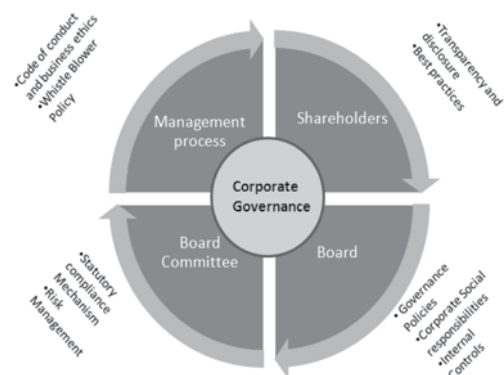 •Code of conduct
and business ethics
•Whistle Blower
Policy
•Transparency and
disclosure
•Best practices
Management
process
Shareholders
Corporate
Governance
Board
Committee
Board
•Statutory
compliance
Mechanism
•Risk
Management
•Governance
Policies
•Corporate Social
responsibilities
•Internal
Controls